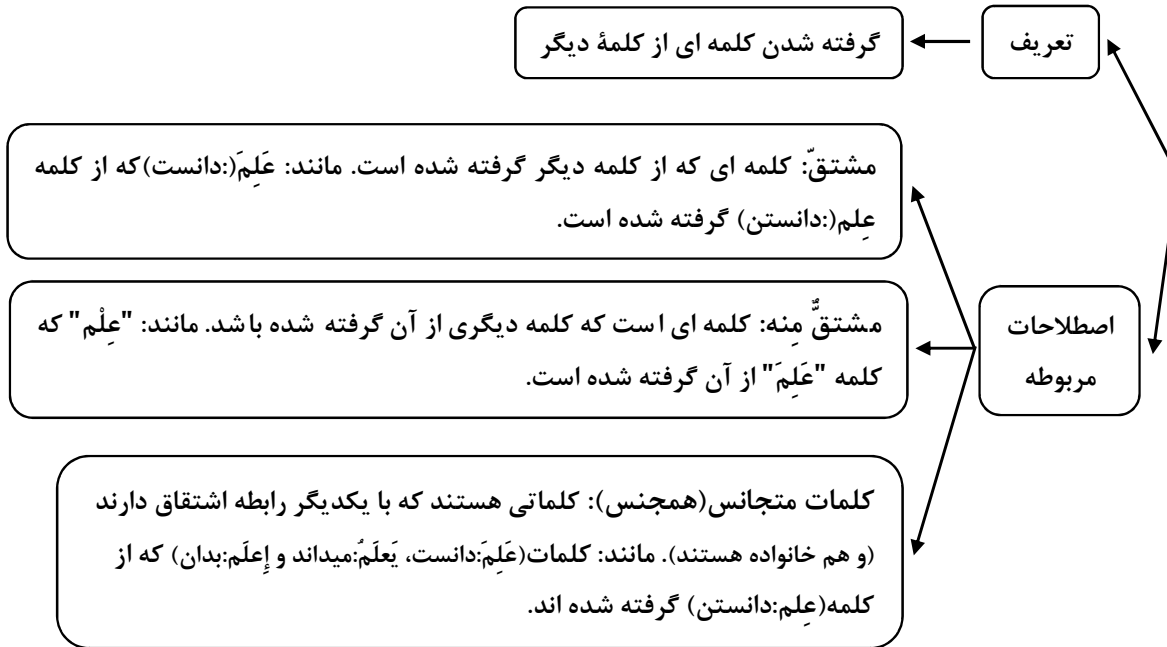 تعریف
گرفته شدن کلمه ای از کلمهٔ دیگر
اصطلاحات
مربوطه
مشتقّ: کلمه ای که از کلمه دیگر گرفته شده است. مانند: عَلِمَ(:دانست)که از کلمه
عِلم(:دانستن) گرفته شده است.
مشتقٌّ مِنه: کلمه ای است که کلمه دیگری از آن گرفته شده باشد. مانند: "عِلْم" که
کلمه "عَلِمَ" از آن گرفته شده است.
کلمات متجانس(همجنس): کلماتی هستند که با یکدیگر رابطه اشتقاق دارند
(و هم خانواده هستند). مانند: کلمات(عَلِمَ:دانست، یَعلَمُ:میداند و إِعلَم:بدان) که از
کلمه(عِلم:دانستن) گرفته شده اند.